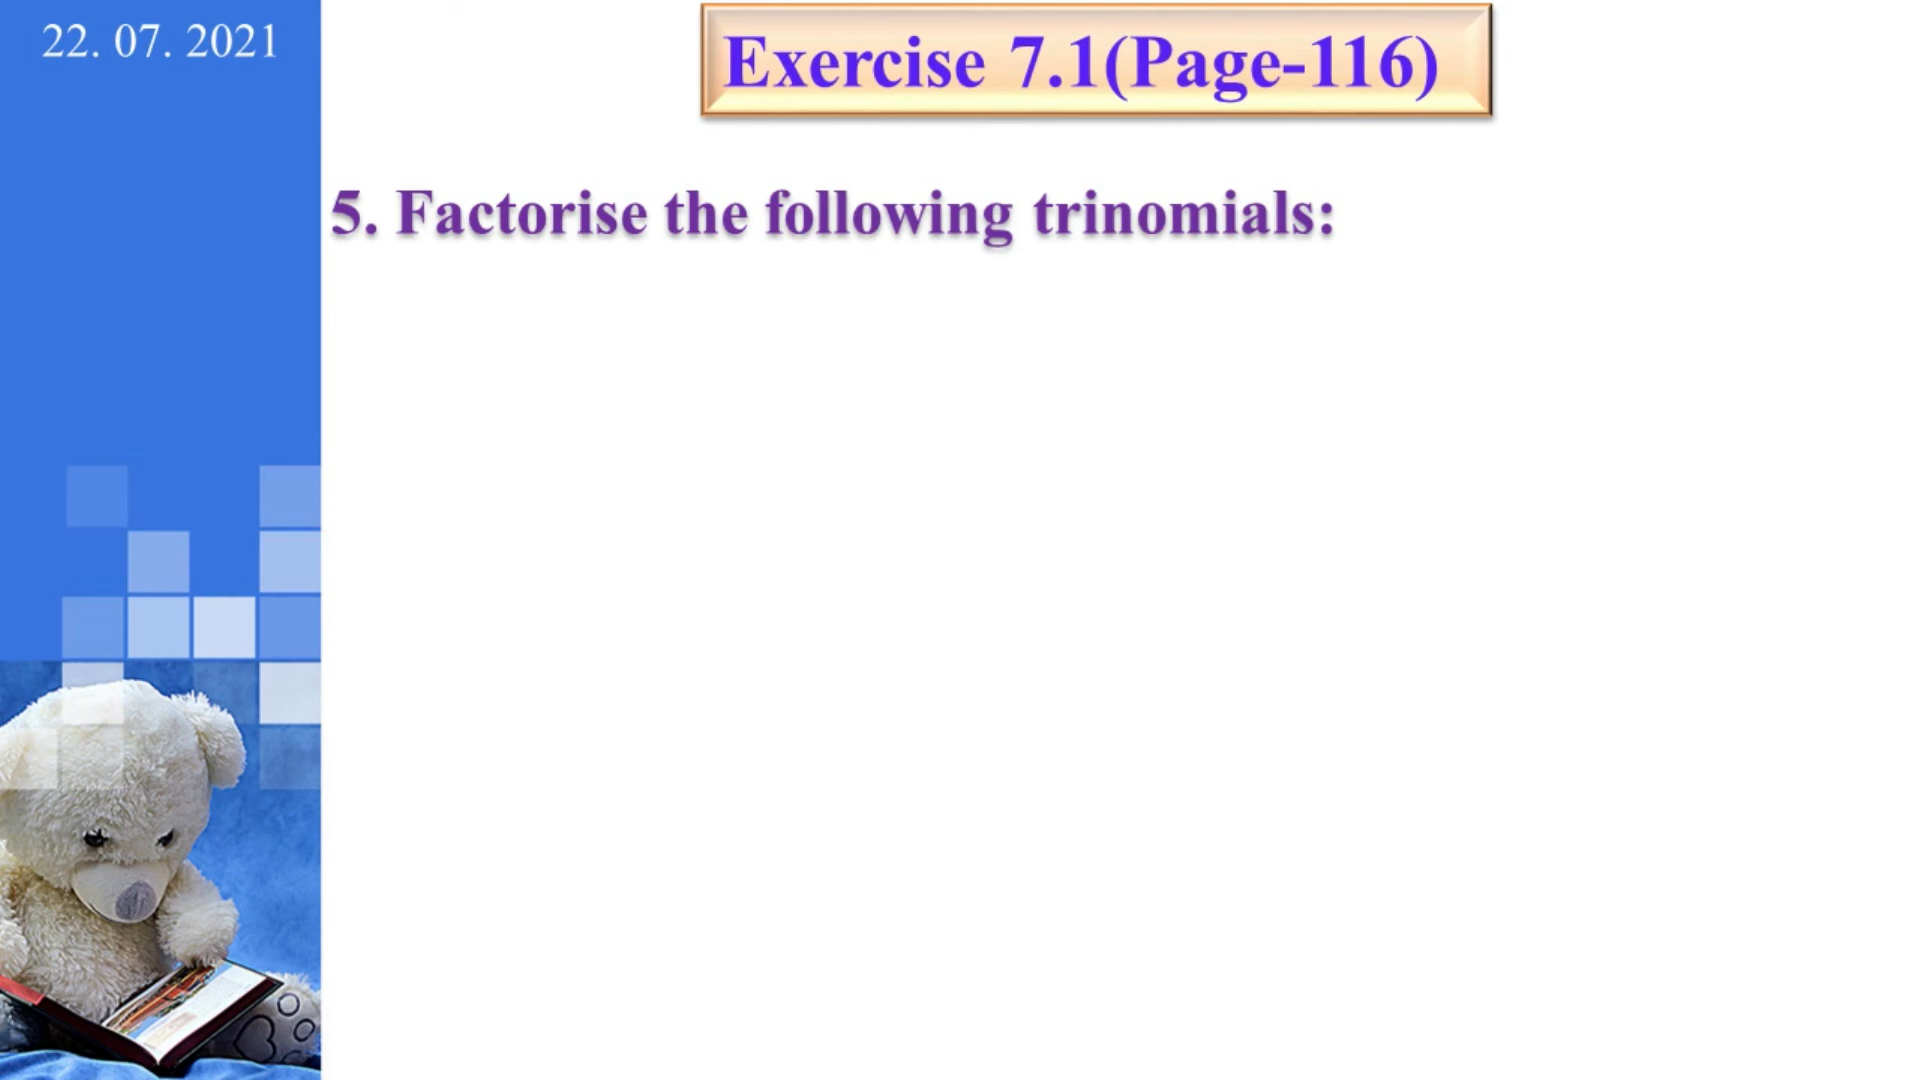 22. 07. 2021
Exercise 7.1(Page-116)
5. Factorise the following trinomials: